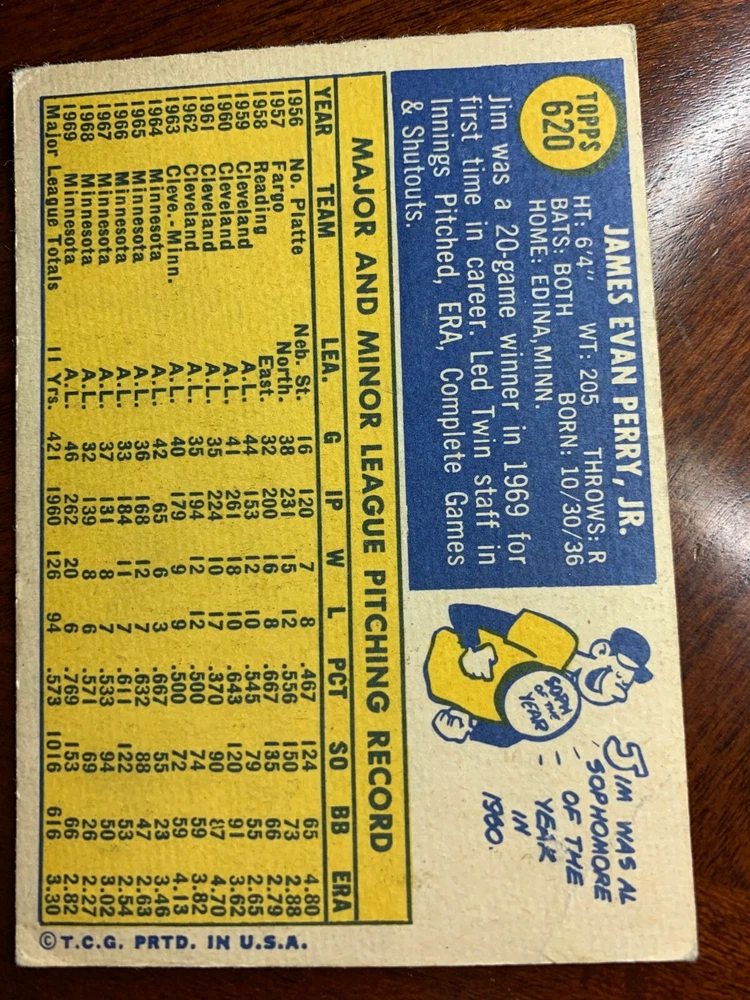 TOPPS
620
JAMES EVAN PERRY, JR.
HT: 6'4" WT: 205 THROWS: R
BATS: BOTH BORN: 10/30/36
HOME: EDINA, MINN.
Jim was a 20-game winner in 1969 for
first time in career. Led Twin staff in
Innings Pitched, ERA, Complete Games
& Shutouts.
SOPH
OF THE
YEAR
JIM WAS AL
SOPHOMORE
OF THE
YEAR
IN
1960.
MAJOR AND MINOR LEAGUE PITCHING RECORD
YEAR TEAM LEA. G IP W L PCT SO BB ERA
1956 No. Platte Neb. St. 16 120 7 8 .467 124 65 4.80
1957 Fargo North. 38 231 15 12 .556 150 73 2.88
1958 Reading East. 32 200 16 8 .667 135 66 2.79
1959 Cleveland A.L. 44 153 12 10 .545 79 55 2.65
1960 Cleveland A.L. 41 261 18 10 .643 120 91 3.62
1961 Cleveland A.L. 35 224 10 17 .370 90 87 4.70
1962 Cleveland A.L. 35 194 12 12 .500 74 59 3.82
1963 Cleve.-Minn. A.L. 40 179 9 9 .500 72 59 4.13
1964 Minnesota A.L. 42 65 6 3 .667 55 23 3.46
1965 Minnesota A.L. 36 168 12 7 .632 88 47 2.63
1966 Minnesota A.L. 33 184 11 7 .611 122 53 2.54
1967 Minnesota A.L. 37 131 8 7 .533 94 50 3.02
1968 Minnesota A.L. 32 139 8 6 .571 69 26 2.27
1969 Minnesota A.L. 46 262 20 6 .769 153 66 2.82
Major League Totals 11 Yrs. 421 1960 126 94 .573 1016 616 3.30
© T.C.G. PRTD. IN U.S.A.